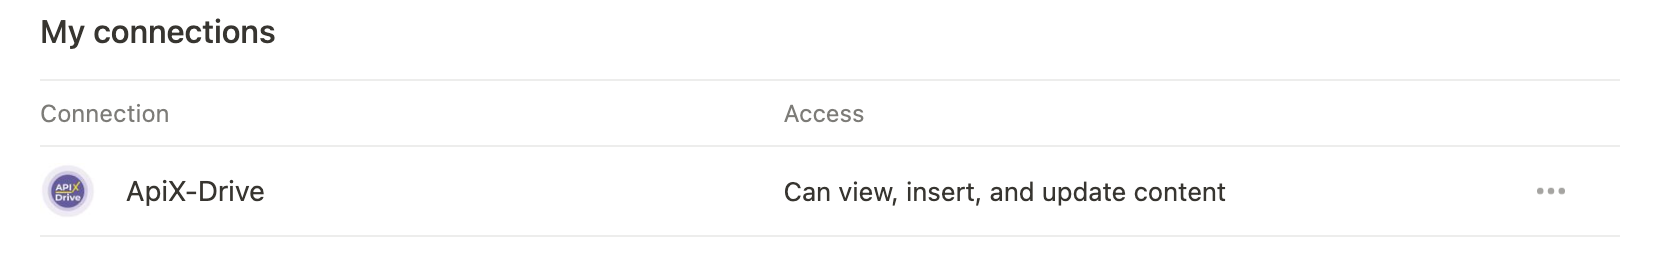 My connections
Connection Access
APIX
Drive
ApiX-Drive Can view, insert, and update content